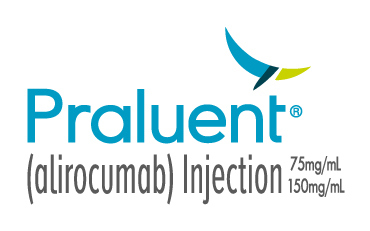 Praluent®
(alirocumab) Injection 75mg/mL
150mg/mL